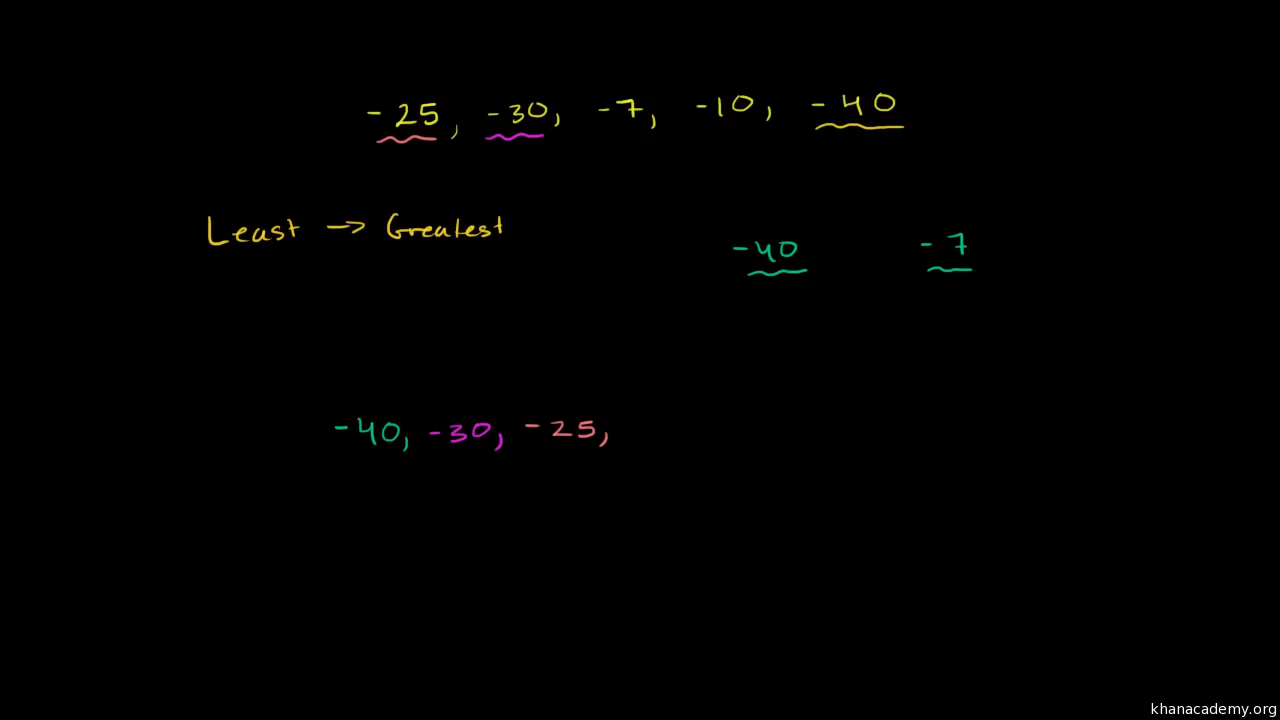 -25, -30, -7, -10, -40
Least → Greatest
-40 -7
-40, -30, -25,
khanacademy.org